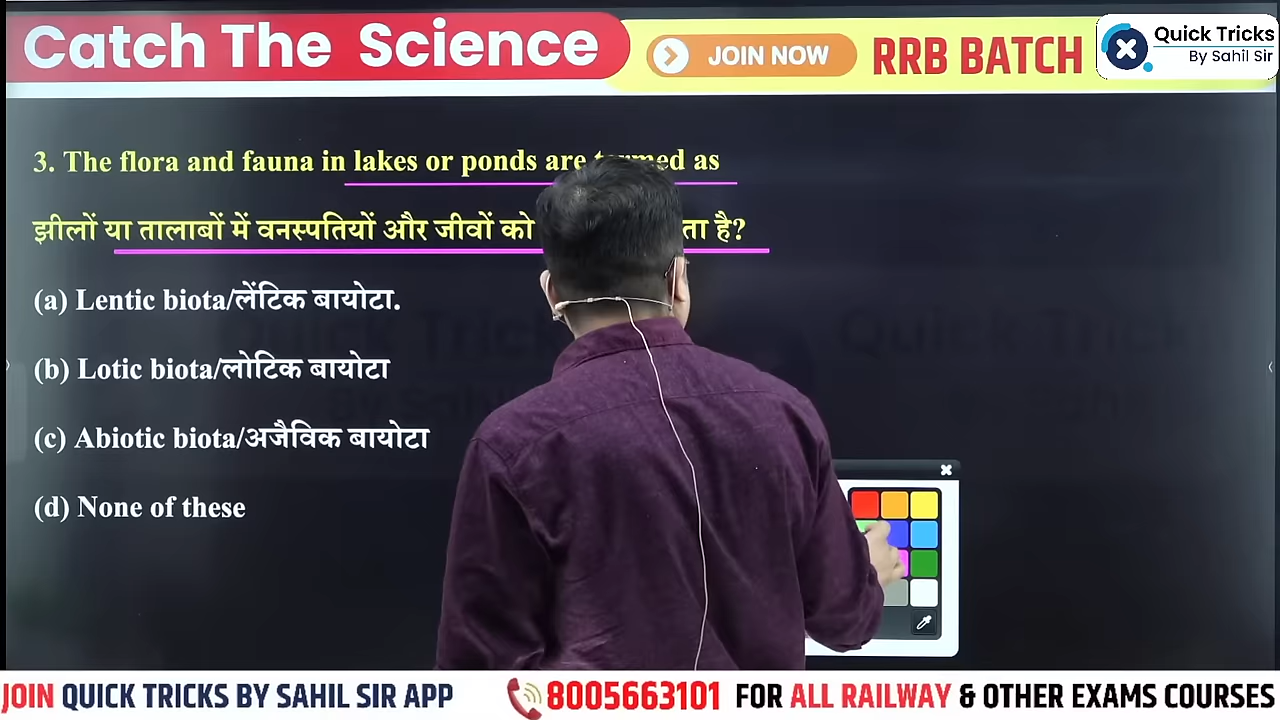 Catch The Science
JOIN NOW
RRB BATCH
Quick Tricks
By Sahil Sir
3. The flora and fauna in lakes or ponds are termed as
झीलों या तालाबों में वनस्पतियों और जीवों को ता है?
(a) Lentic biota/लेंटिक बायोटा.
(b) Lotic biota/लोटिक बायोटा
(c) Abiotic biota/अजैविक बायोटा
(d) None of these
JOIN QUICK TRICKS BY SAHIL SIR APP 8005663101 FOR ALL RAILWAY & OTHER EXAMS COURSES